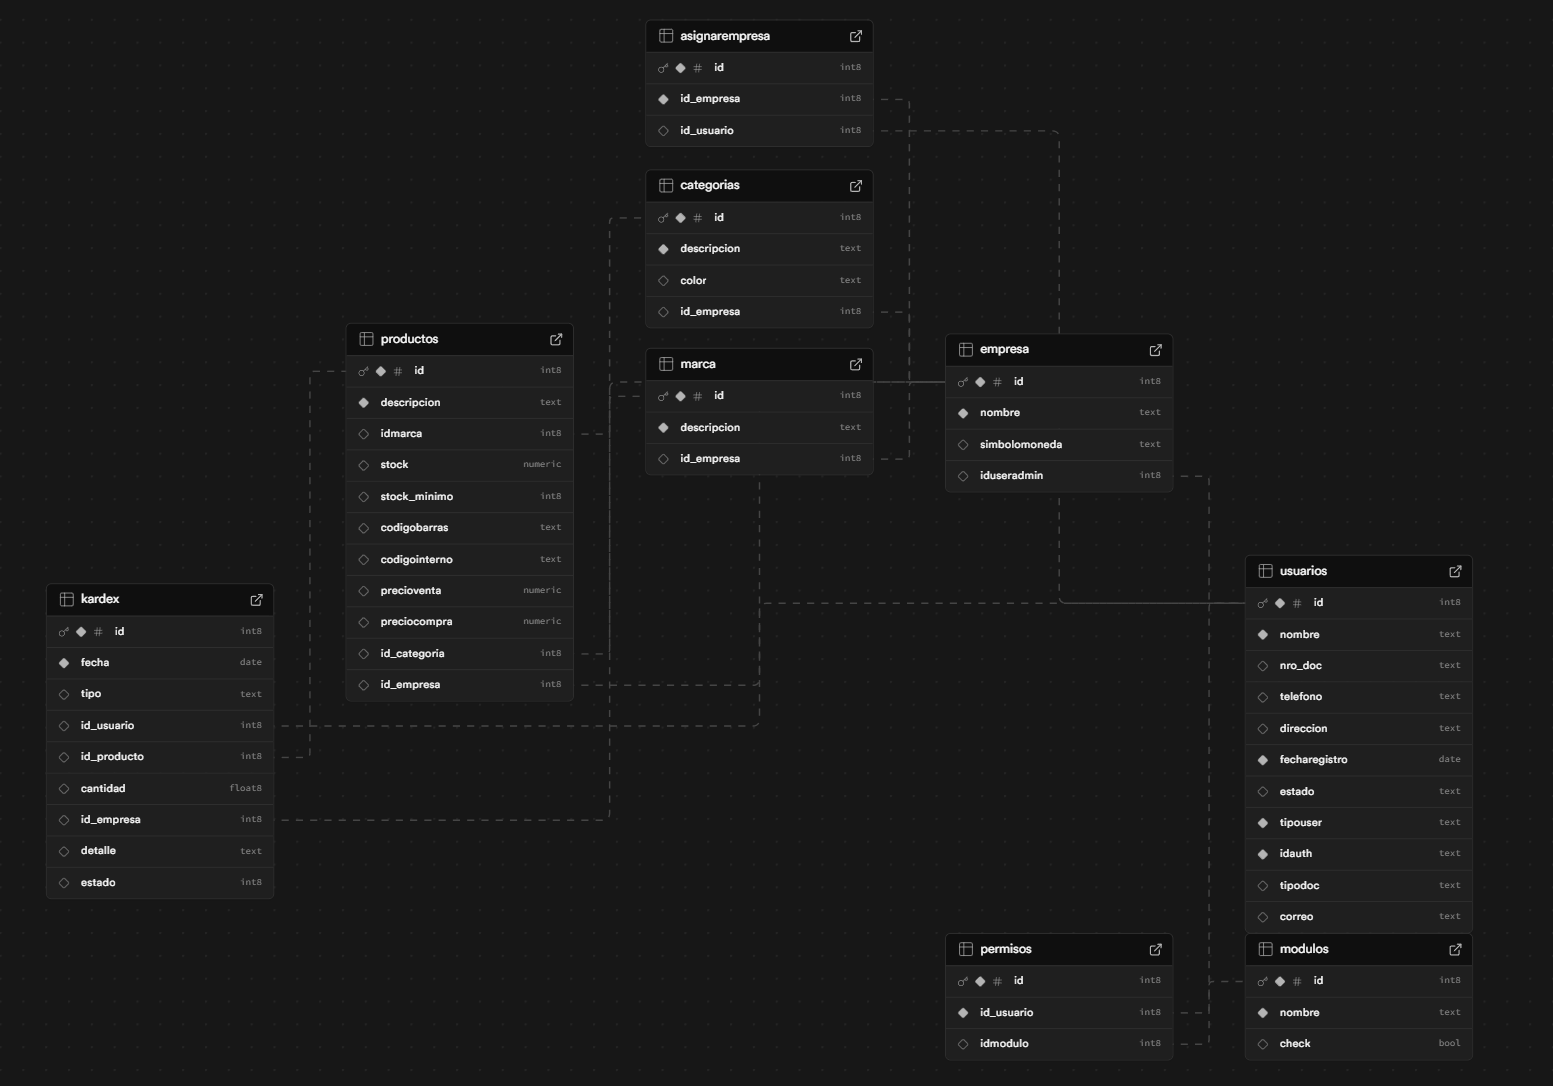 asignarempresa
# id int8
id_empresa int8
id_usuario int8
categorias
# id int8
descripcion text
color text
id_empresa int8
productos
# id int8
descripcion text
idmarca int8
stock numeric
stock_minimo int8
codigobarras text
codigointerno text
precioventa numeric
preciocompra numeric
id_categoria int8
id_empresa int8
marca
# id int8
descripcion text
id_empresa int8
empresa
# id int8
nombre text
simbolomoneda text
iduseradmin int8
kardex
# id int8
fecha date
tipo text
id_usuario int8
id_producto int8
cantidad float8
id_empresa int8
detalle text
estado int8
usuarios
# id int8
nombre text
nro_doc text
telefono text
direccion text
fecharegistro date
estado text
tipouser text
idauth text
tipodoc text
correo text
permisos
# id int8
id_usuario int8
idmodulo int8
modulos
# id int8
nombre text
check bool